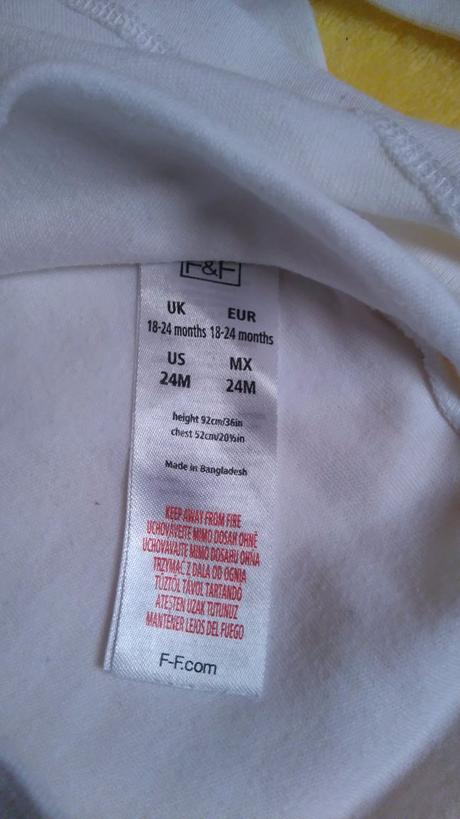 F&F
UK EUR
18-24 months 18-24 months
US MX
24M 24M
height 92cm/36in
chest 52cm/20½in
Made in Bangladesh
KEEP AWAY FROM FIRE
UCHOVÁVEJTE MIMO DOSAH OHNĚ
UCHOVÁVAJTE MIMO DOSAHU OHŇA
TRZYMAĆ Z DALA OD OGNIA
TŰZTŐL TÁVOL TARTANDÓ
ATEŞTEN UZAK TUTUNUZ
MANTENER LEJOS DEL FUEGO
F-F.com